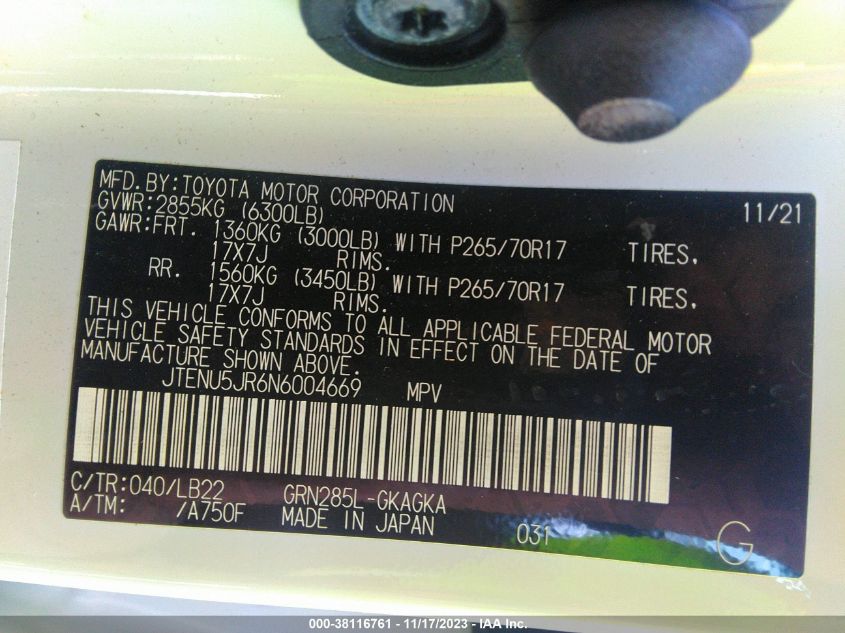 MFD.BY:TOYOTA MOTOR CORPORATION 11/21
GVWR:2855KG (6300LB)
GAWR:FRT. 1360KG (3000LB) WITH P265/70R17 TIRES,
17X7J RIMS.
RR. 1560KG (3450LB) WITH P265/70R17 TIRES,
17X7J RIMS.
THIS VEHICLE CONFORMS TO ALL APPLICABLE FEDERAL MOTOR
VEHICLE SAFETY STANDARDS IN EFFECT ON THE DATE OF
MANUFACTURE SHOWN ABOVE.
JTENU5JR6N6004669 MPV
C/TR:040/LB22 GRN285L-GKAGKA
A/TM: /A750F MADE IN JAPAN 031 G
000-38116761 - 11/17/2023 - IAA Inc.